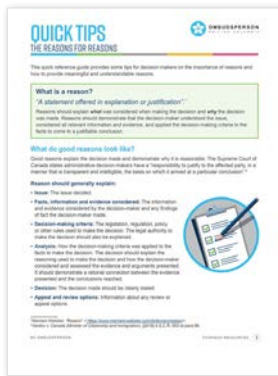 QUICK TIPS
THE REASONS FOR REASONS
OMBUDSPERSON
BRITISH COLUMBIA
This quick reference guide provides some tips for decision-makers on the importance of reasons and
how to provide meaningful and understandable reasons.
What is a reason?
"A statement offered in explanation or justification".¹
Reasons should explain what was considered when making the decision and why the decision
was made. Reasons should demonstrate that the decision-maker understood the issue,
considered all relevant information and evidence, and applied the decision-making criteria to the
facts to come to a justifiable conclusion.
What do good reasons look like?
Good reasons explain the decision made and demonstrate why it is reasonable. The Supreme Court of
Canada states administrative decision-makers have a "responsibility to justify to the affected party, in a
manner that is transparent and intelligible, the basis on which it arrived at a particular conclusion".²
Reasons should generally explain:
• Issue: The issue decided.
• Facts, information and evidence considered: The information
and evidence considered by the decision-maker and any findings
of fact the decision-maker made.
• Decision-making criteria: The legislation, regulation, policy
or other rules used to make the decision. The legal authority to
make the decision should also be explained.
• Analysis: How the decision-making criteria was applied to the
facts to make the decision. The decision should explain the
reasoning used to make the decision and how the decision-maker
considered and assessed the evidence and arguments presented.
It should demonstrate a rational connection between the evidence
presented and the conclusions reached.
• Decision: The decision made should be clearly stated.
• Appeal and review options: Information about any review or
appeal options.
BC OMBUDSPERSON
FAIRNESS RESOURCES
1